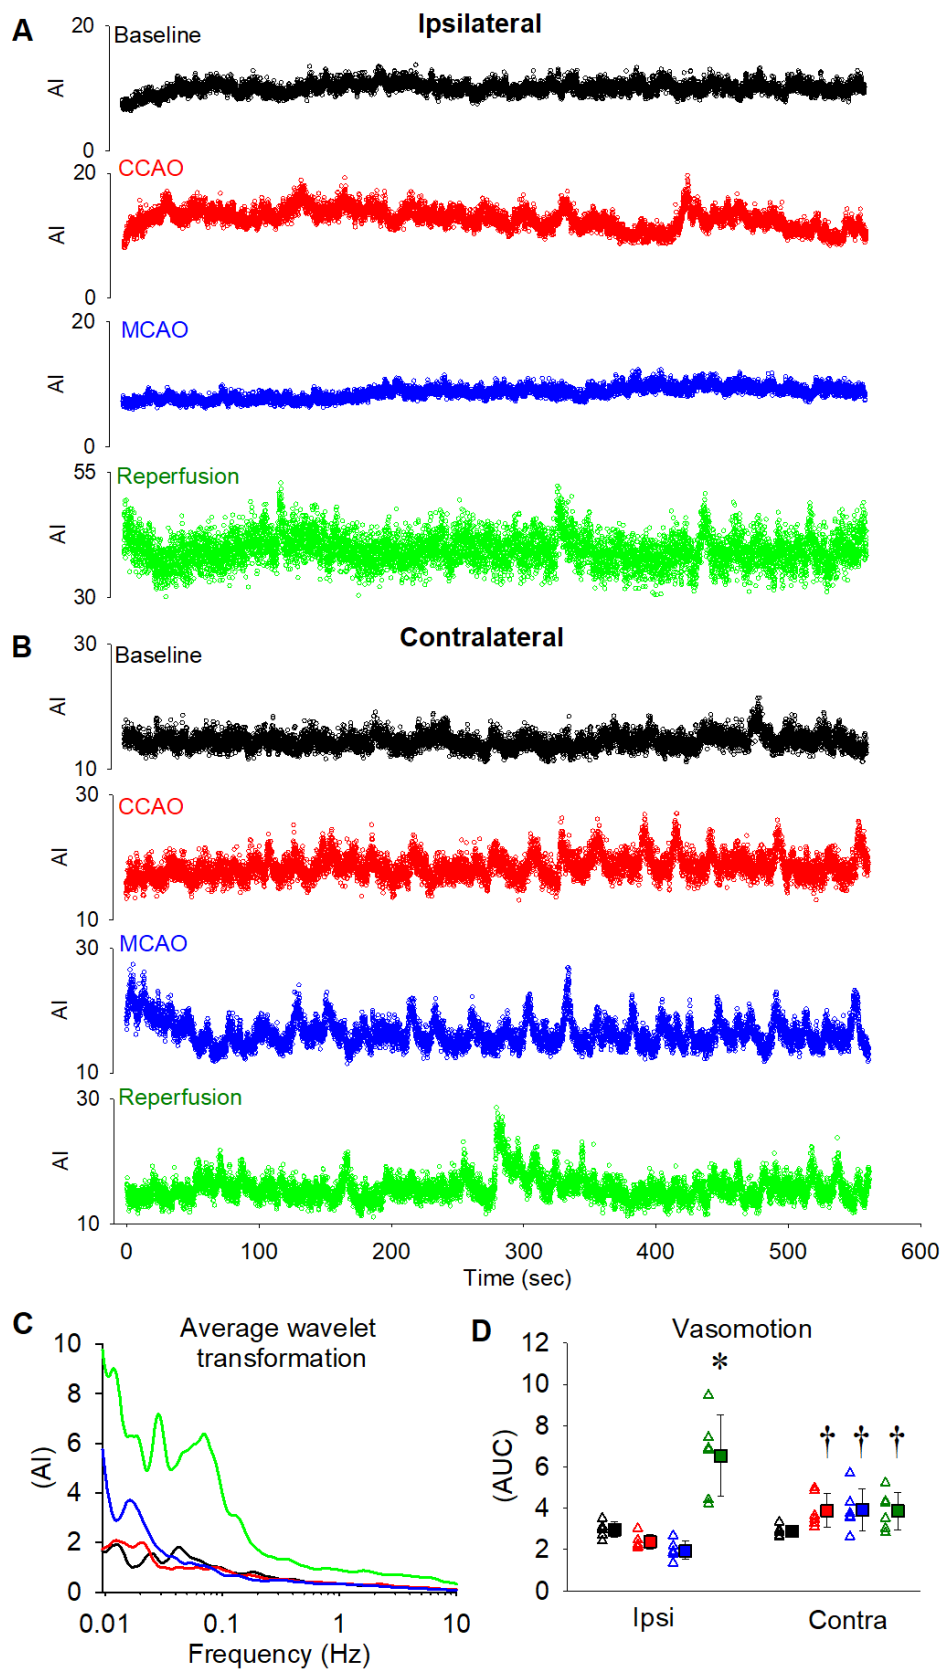 A
Ipsilateral
20
Baseline
AI
0
20
CCAO
AI
0
20
MCAO
AI
0
55
Reperfusion
AI
30
B
Contralateral
30
Baseline
AI
10
30
CCAO
AI
10
30
MCAO
AI
10
30
Reperfusion
AI
10
0 100 200 300 400 500 600
Time (sec)
C
Average wavelet
transformation
10
8
6
4
2
0
(AI)
0.01 0.1 1 10
Frequency (Hz)
D
Vasomotion
12
10
8
6
4
2
0
(AUC)
*
† † †
Ipsi Contra